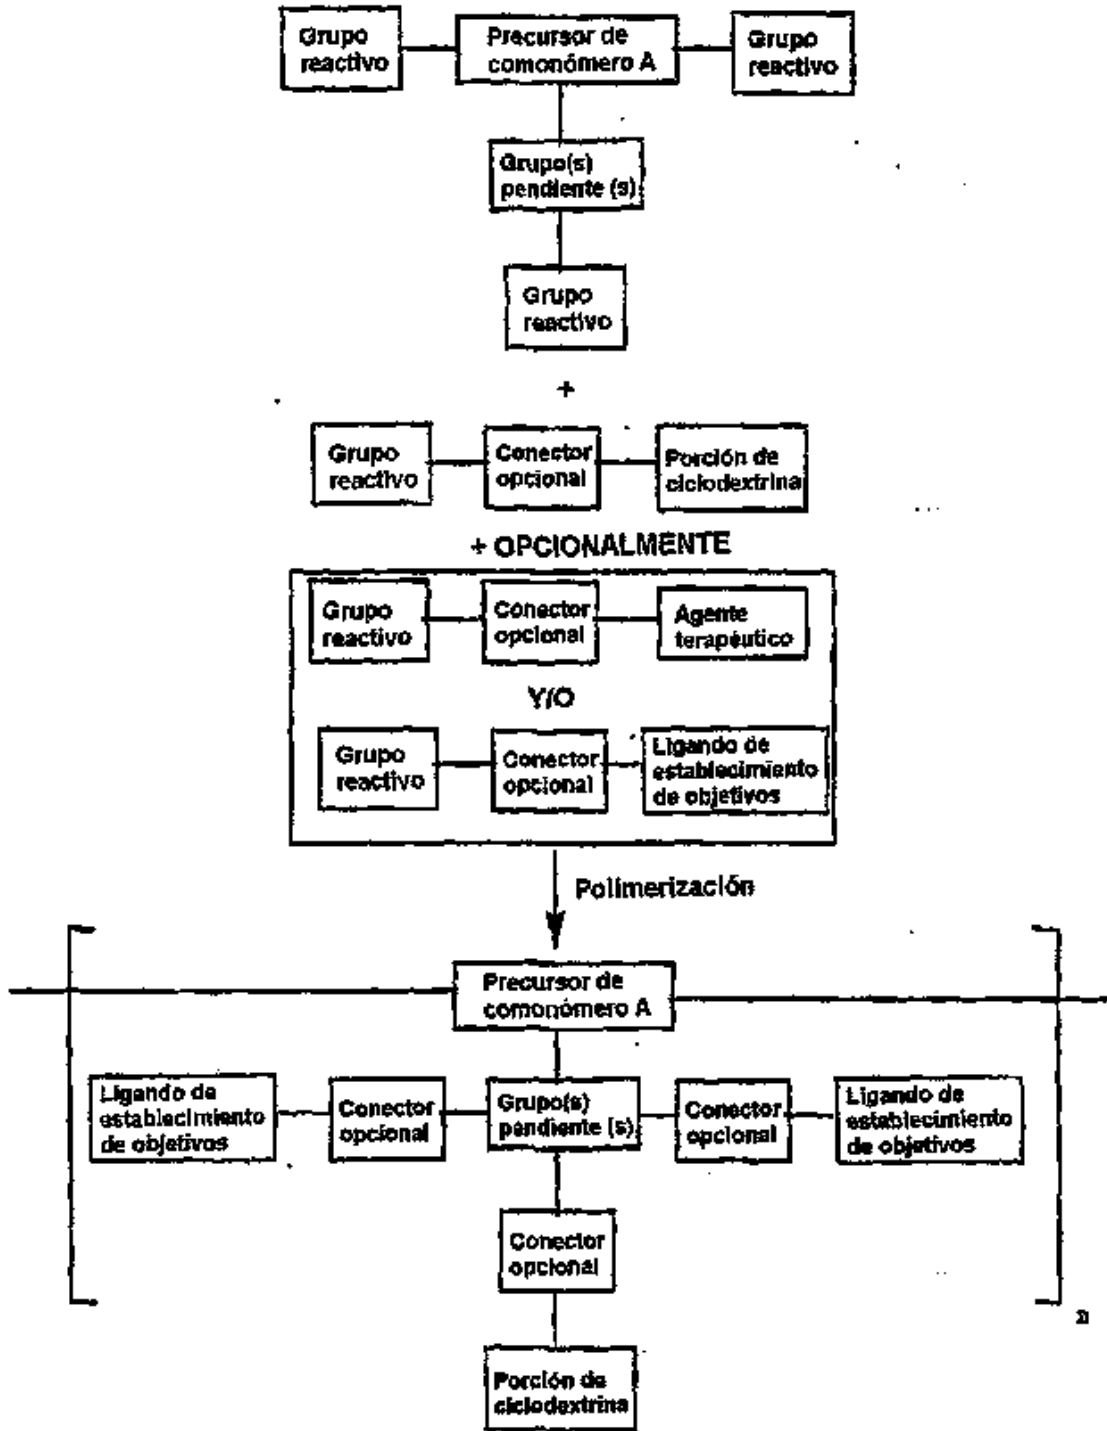 Grupo
reactivo
Precursor de
comonómero A
Grupo
reactivo
Grupo(s)
pendiente (s)
Grupo
reactivo
+
Grupo
reactivo
Conector
opcional
Porción de
ciclodextrina
+ OPCIONALMENTE
Grupo
reactivo
Conector
opcional
Agente
terapéutico
Y/O
Grupo
reactivo
Conector
opcional
Ligando de
establecimiento
de objetivos
Polimerización
Precursor de
comonómero A
Ligando de
establecimiento
de objetivos
Conector
opcional
Grupo(s)
pendiente (s)
Conector
opcional
Ligando de
establecimiento
de objetivos
Conector
opcional
n
Porción de
ciclodextrina